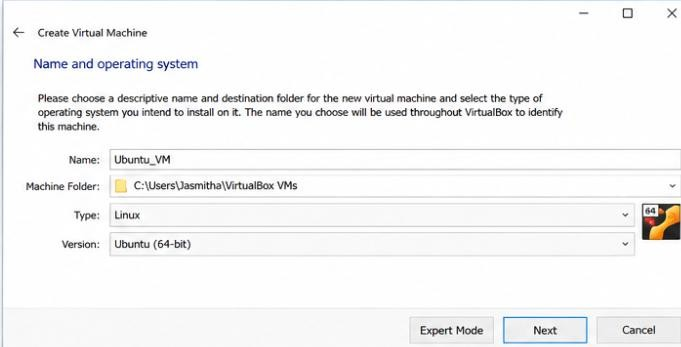 Create Virtual Machine
Name and operating system
Please choose a descriptive name and destination folder for the new virtual machine and select the type of
operating system you intend to install on it. The name you choose will be used throughout VirtualBox to identify
this machine.
Name: Ubuntu_VM
Machine Folder: C:\Users\Jasmitha\VirtualBox VMs
Type: Linux
64
Version: Ubuntu (64-bit)
Expert Mode Next Cancel